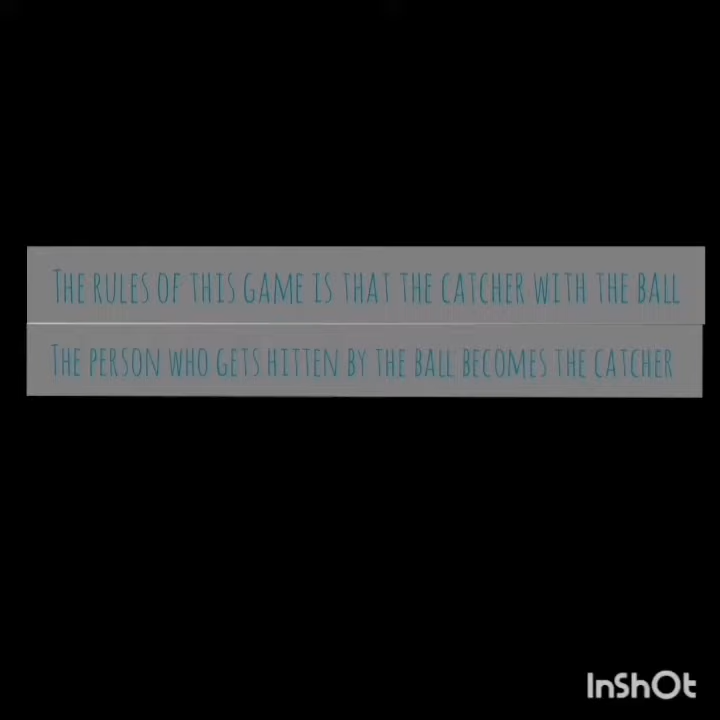 The rules of this game is that the catcher with the ball
The person who gets hitten by the ball becomes the catcher
InShOt